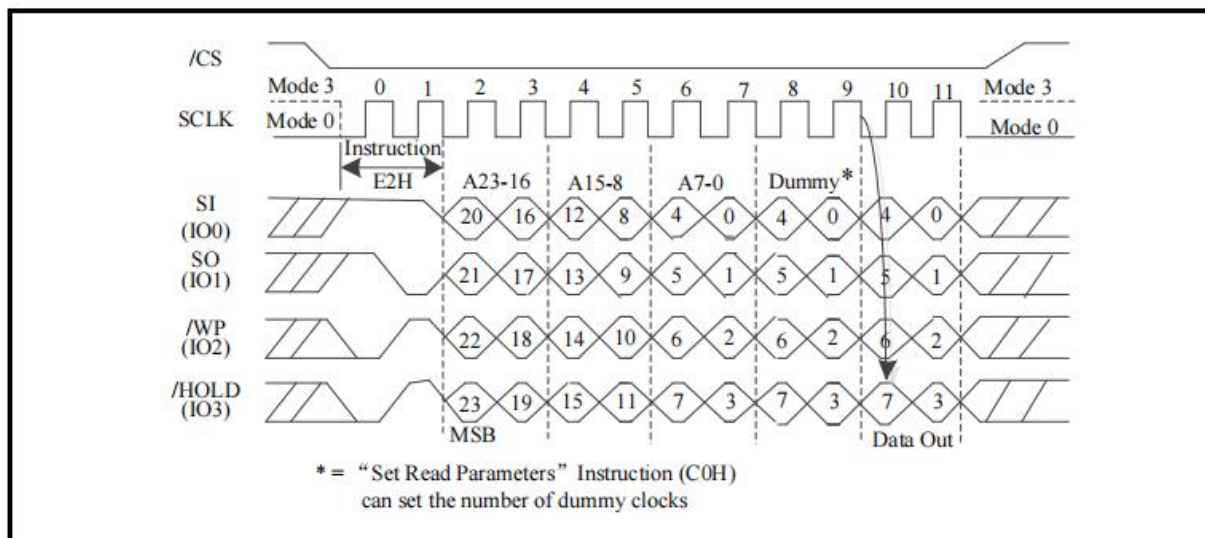 /CS
Mode 3 0 1 2 3 4 5 6 7 8 9 10 11 Mode 3
SCLK
Mode 0 Mode 0
Instruction
E2H A23-16 A15-8 A7-0 Dummy*
SI
(IO0)
20 16 12 8 4 0 4 0 4 0
SO
(IO1)
21 17 13 9 5 1 5 1 5 1
/WP
(IO2)
22 18 14 10 6 2 6 2 6 2
/HOLD
(IO3)
23 19 15 11 7 3 7 3 7 3
MSB Data Out
* = “Set Read Parameters” Instruction (C0H)
can set the number of dummy clocks